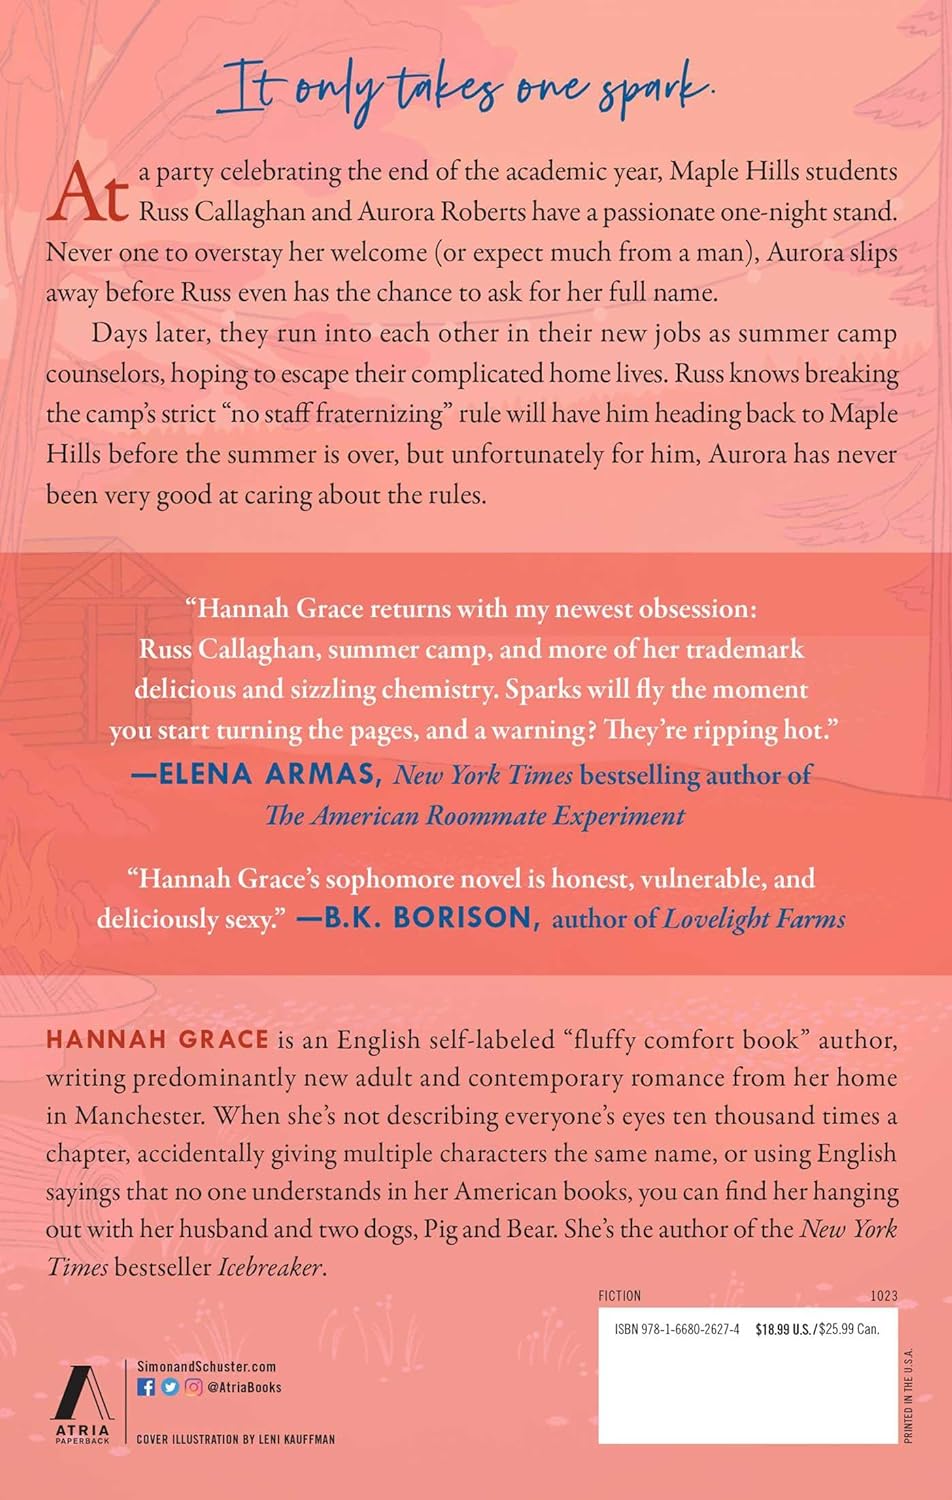 It only takes one spark.
At a party celebrating the end of the academic year, Maple Hills students
Russ Callaghan and Aurora Roberts have a passionate one-night stand.
Never one to overstay her welcome (or expect much from a man), Aurora slips
away before Russ even has the chance to ask for her full name.
Days later, they run into each other in their new jobs as summer camp
counselors, hoping to escape their complicated home lives. Russ knows breaking
the camp’s strict “no staff fraternizing” rule will have him heading back to Maple
Hills before the summer is over, but unfortunately for him, Aurora has never
been very good at caring about the rules.
“Hannah Grace returns with my newest obsession:
Russ Callaghan, summer camp, and more of her trademark
delicious and sizzling chemistry. Sparks will fly the moment
you start turning the pages, and a warning? They’re ripping hot.”
—ELENA ARMAS, New York Times bestselling author of
The American Roommate Experiment
“Hannah Grace’s sophomore novel is honest, vulnerable, and
deliciously sexy.” —B.K. BORISON, author of Lovelight Farms
HANNAH GRACE is an English self-labeled “fluffy comfort book” author,
writing predominantly new adult and contemporary romance from her home
in Manchester. When she’s not describing everyone’s eyes ten thousand times a
chapter, accidentally giving multiple characters the same name, or using English
sayings that no one understands in her American books, you can find her hanging
out with her husband and two dogs, Pig and Bear. She’s the author of the New York
Times bestseller Icebreaker.
FICTION 1023
ISBN 978-1-6680-2627-4 $18.99 U.S./$25.99 Can.
PRINTED IN THE U.S.A.
SimonandSchuster.com
@AtriaBooks
ATRIA
PAPERBACK
COVER ILLUSTRATION BY LENI KAUFFMAN